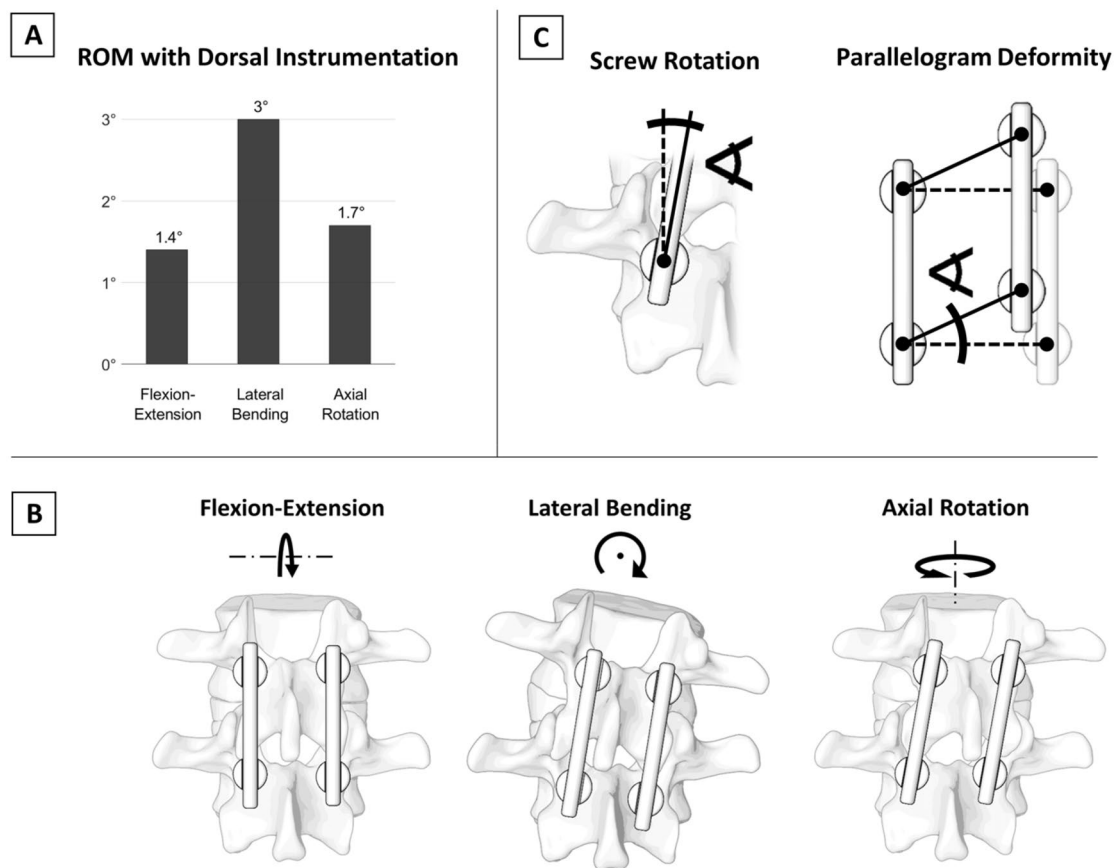 A
ROM with Dorsal Instrumentation
3°
2°
1°
0°
1.4°
3°
1.7°
Flexion-
Extension
Lateral
Bending
Axial
Rotation
C
Screw Rotation
Parallelogram Deformity
B
Flexion-Extension
Lateral Bending
Axial Rotation